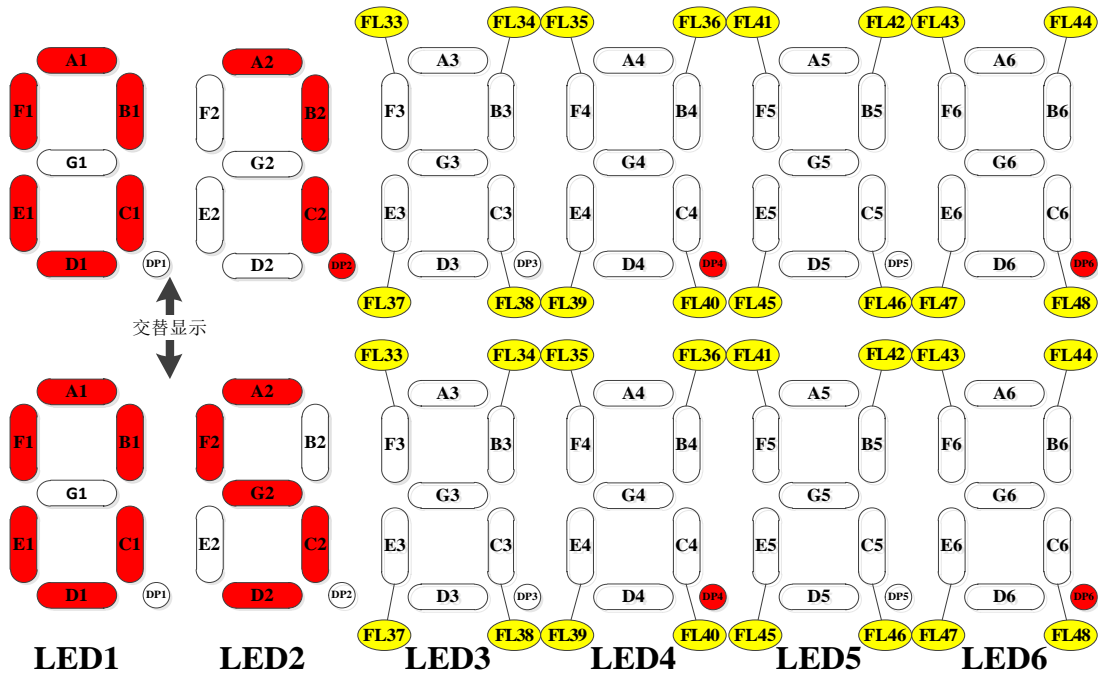 FL33 FL34 FL35 FL36 FL41 FL42 FL43 FL44
A1 A2 A3 A4 A5 A6
F1 B1 F2 B2 F3 B3 F4 B4 F5 B5 F6 B6
G1 G2 G3 G4 G5 G6
E1 C1 E2 C2 E3 C3 E4 C4 E5 C5 E6 C6
D1 DP1 D2 DP2 D3 DP3 D4 DP4 D5 DP5 D6 DP6
FL37 FL38 FL39 FL40 FL45 FL46 FL47 FL48
交替显示
FL33 FL34 FL35 FL36 FL41 FL42 FL43 FL44
A1 A2 A3 A4 A5 A6
F1 B1 F2 B2 F3 B3 F4 B4 F5 B5 F6 B6
G1 G2 G3 G4 G5 G6
E1 C1 E2 C2 E3 C3 E4 C4 E5 C5 E6 C6
D1 DP1 D2 DP2 D3 DP3 D4 DP4 D5 DP5 D6 DP6
FL37 FL38 FL39 FL40 FL45 FL46 FL47 FL48
LED1 LED2 LED3 LED4 LED5 LED6